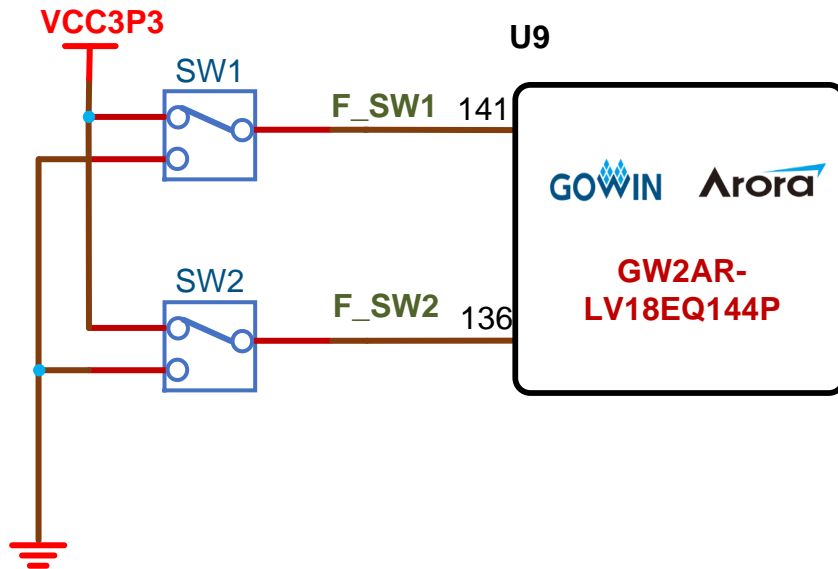 VCC3P3
U9
SW1
F_SW1
141
GOWIN
Arora
GW2AR-
LV18EQ144P
SW2
F_SW2
136